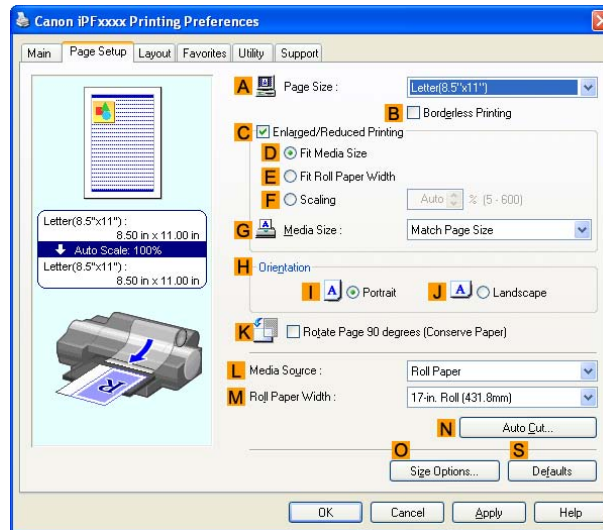 Canon iPFxxxx Printing Preferences
Main Page Setup Layout Favorites Utility Support
A Page Size : Letter(8.5"x11")
B Borderless Printing
C Enlarged/Reduced Printing
D Fit Media Size
E Fit Roll Paper Width
F Scaling Auto % (5 - 600)
G Media Size : Match Page Size
Letter(8.5"x11") :
8.50 in x 11.00 in
Auto Scale: 100%
Letter(8.5"x11") :
8.50 in x 11.00 in
H Orientation
I A Portrait J A Landscape
K Rotate Page 90 degrees (Conserve Paper)
L Media Source : Roll Paper
M Roll Paper Width : 17-in. Roll (431.8mm)
N Auto Cut...
O S
Size Options... Defaults
R
OK Cancel Apply Help